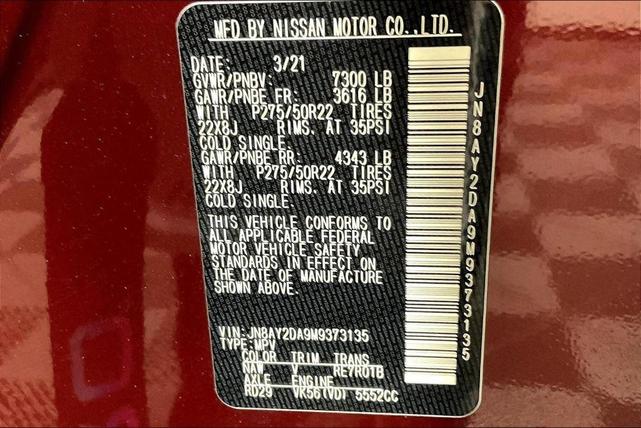 MFD BY NISSAN MOTOR CO.,LTD.
DATE: 3/21
GVWR/PNBV: 7300 LB
GAWR/PNBE FR: 3616 LB
WITH P275/50R22 TIRES
22X8J RIMS, AT 35PSI
COLD SINGLE.
GAWR/PNBE RR: 4343 LB
WITH P275/50R22 TIRES
22X8J RIMS, AT 35PSI
COLD SINGLE.
THIS VEHICLE CONFORMS TO
ALL APPLICABLE FEDERAL
MOTOR VEHICLE SAFETY
STANDARDS IN EFFECT ON
THE DATE OF MANUFACTURE
SHOWN ABOVE.
VIN:JN8AY2DA9M9373135
TYPE:MPV
COLOR TRIM TRANS
NAW V RE7R01B
AXLE ENGINE
RD29 VK56(VD) 5552CC
JN8AY2DA9M9373135